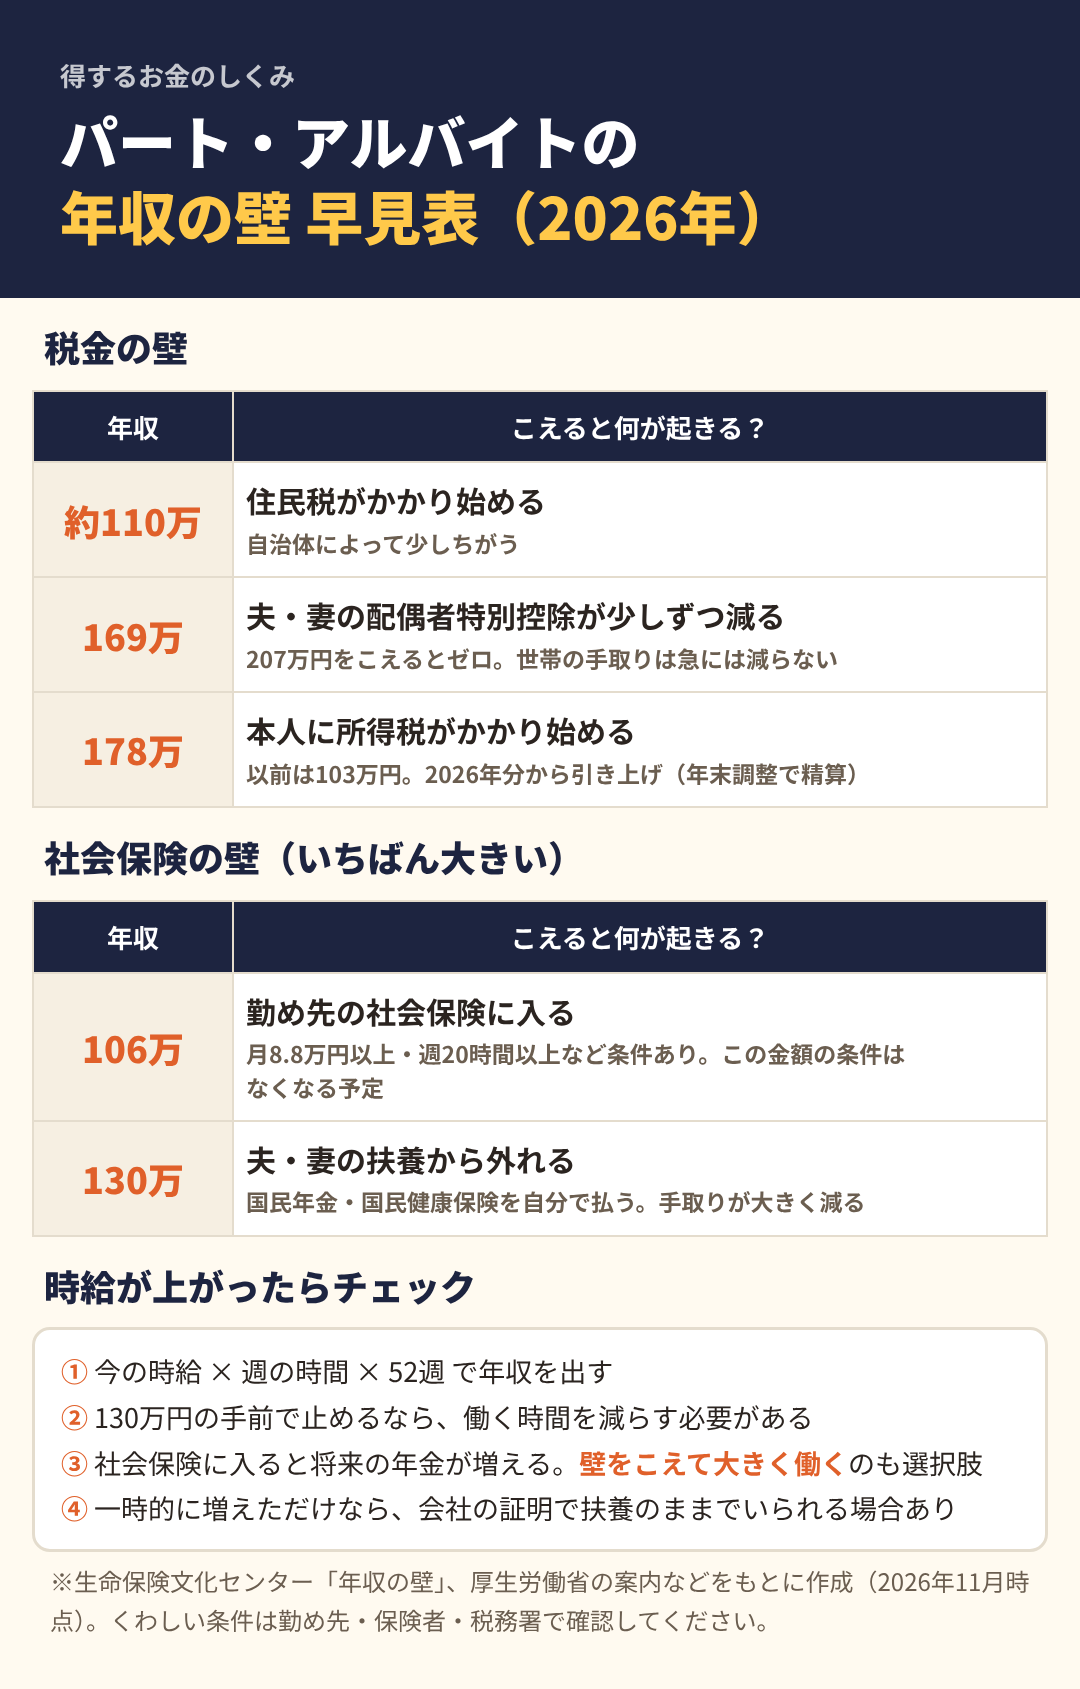 得するお金のしくみ
パート・アルバイトの
年収の壁 早見表（2026年）
税金の壁
年収 こえると何が起きる？
約110万 住民税がかかり始める
自治体によって少しちがう
169万 夫・妻の配偶者特別控除が少しずつ減る
207万円をこえるとゼロ。世帯の手取りは急には減らない
178万 本人に所得税がかかり始める
以前は103万円。2026年分から引き上げ（年末調整で精算）
社会保険の壁（いちばん大きい）
年収 こえると何が起きる？
106万 勤め先の社会保険に入る
月8.8万円以上・週20時間以上など条件あり。この金額の条件は
なくなる予定
130万 夫・妻の扶養から外れる
国民年金・国民健康保険を自分で払う。手取りが大きく減る
時給が上がったらチェック
① 今の時給 × 週の時間 × 52週 で年収を出す
② 130万円の手前で止めるなら、働く時間を減らす必要がある
③ 社会保険に入ると将来の年金が増える。壁をこえて大きく働くのも選択肢
④ 一時的に増えただけなら、会社の証明で扶養のままでいられる場合あり
※生命保険文化センター「年収の壁」、厚生労働省の案内などをもとに作成（2026年11月時
点）。くわしい条件は勤め先・保険者・税務署で確認してください。